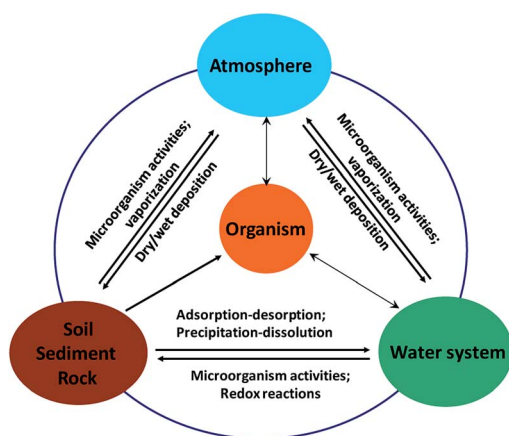 Atmosphere
Microorganism activities;
vaporization
Dry/wet deposition
Microorganism activities;
vaporization
Dry/wet deposition
Organism
Adsorption-desorption;
Precipitation-dissolution
Soil
Sediment
Rock
Water system
Microorganism activities;
Redox reactions